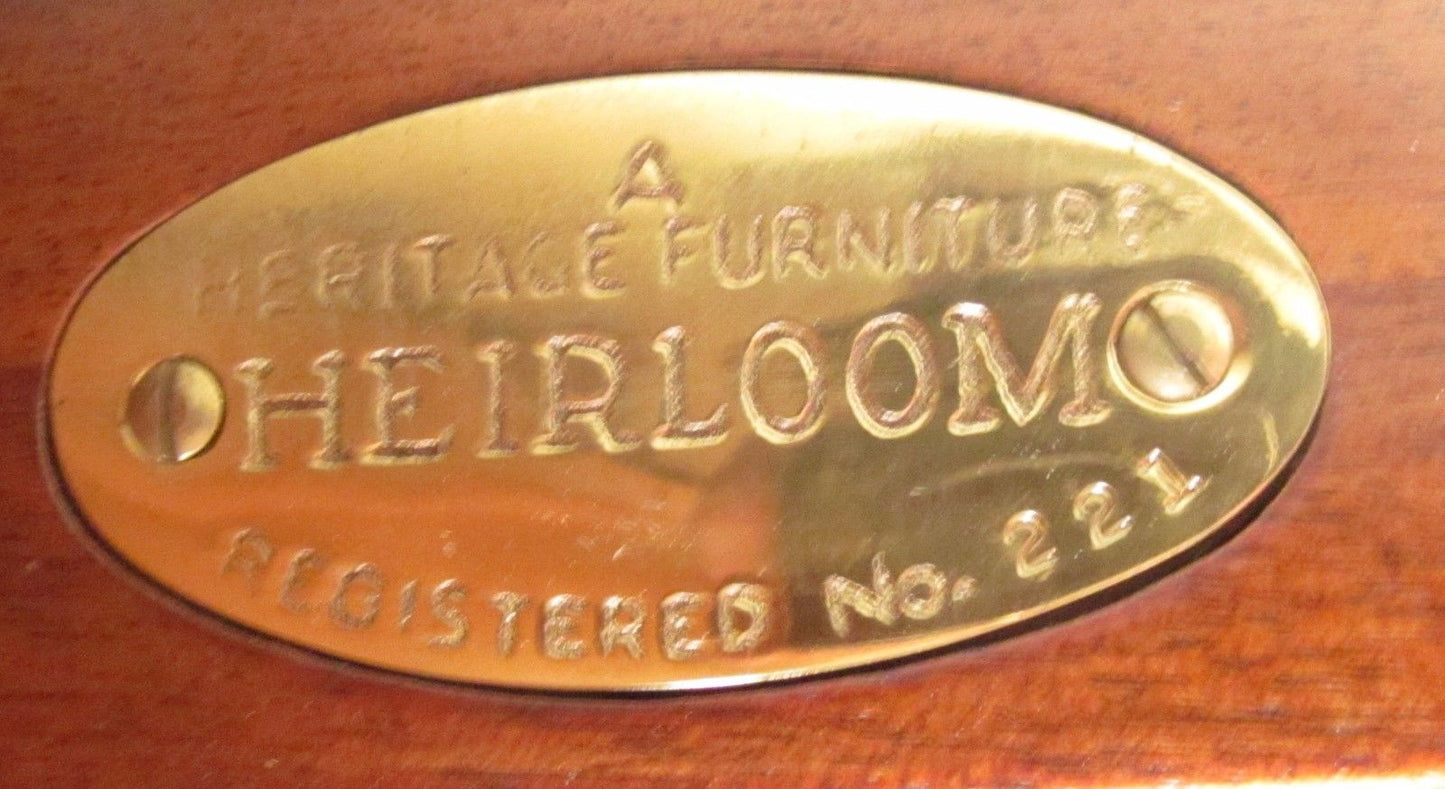 A
HERITAGE FURNITURE
HEIRLOOM
REGISTERED No. 221